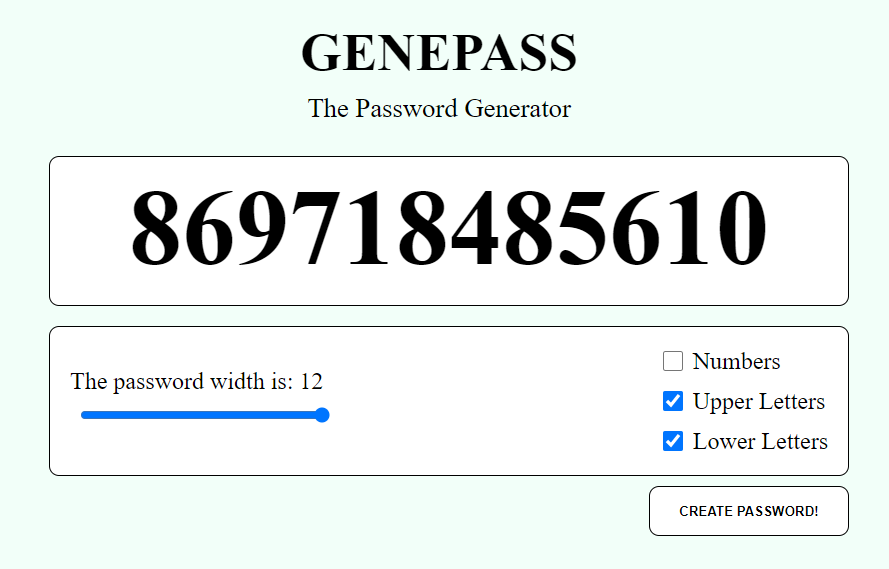 GENEPASS
The Password Generator
869718485610
The password width is: 12
Numbers
Upper Letters
Lower Letters
CREATE PASSWORD!